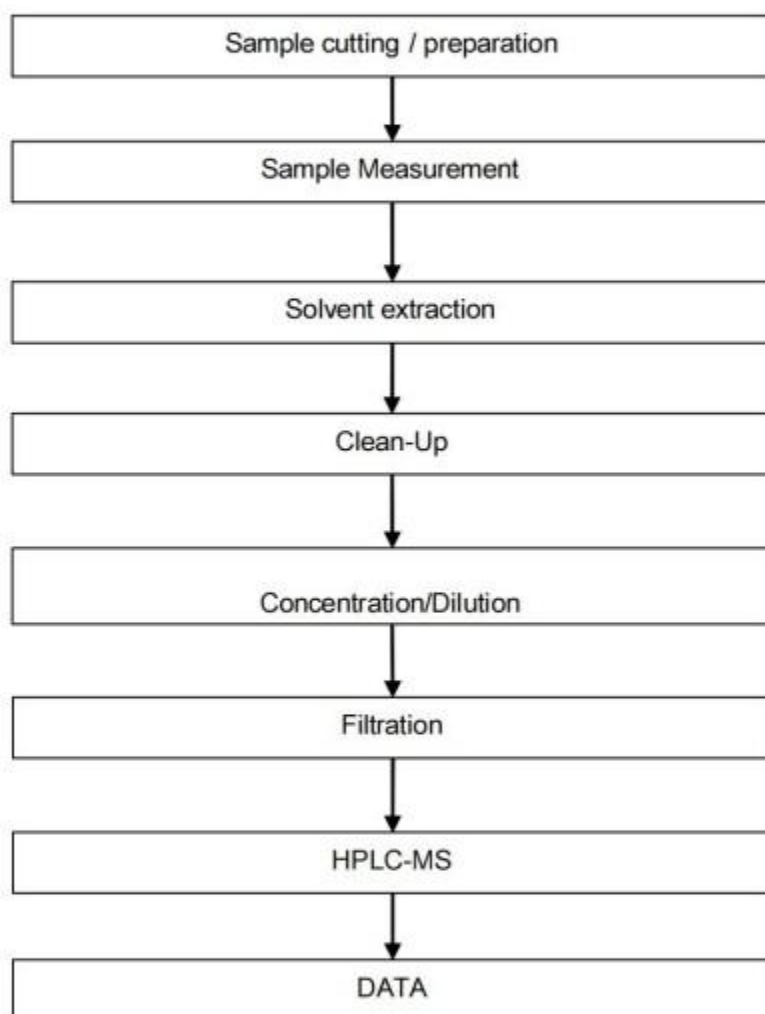 Sample cutting / preparation
Sample Measurement
Solvent extraction
Clean-Up
Concentration/Dilution
Filtration
HPLC-MS
DATA